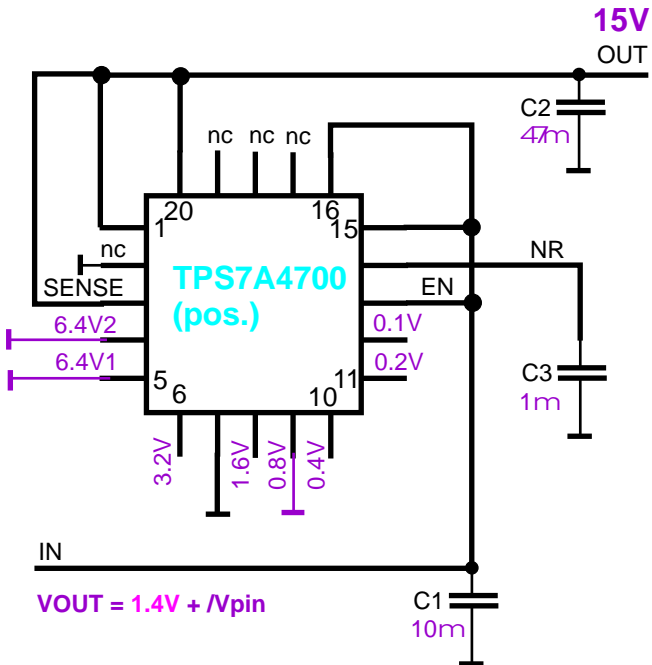 15V
OUT
C2
47m
nc nc nc
20
16
1
15
nc
TPS7A4700
(pos.)
NR
SENSE
EN
6.4V2
0.1V
6.4V1
0.2V
5
11
C3
1m
6
10
3.2V
1.6V
0.8V
0.4V
IN
VOUT = 1.4V + /Vpin
C1
10m